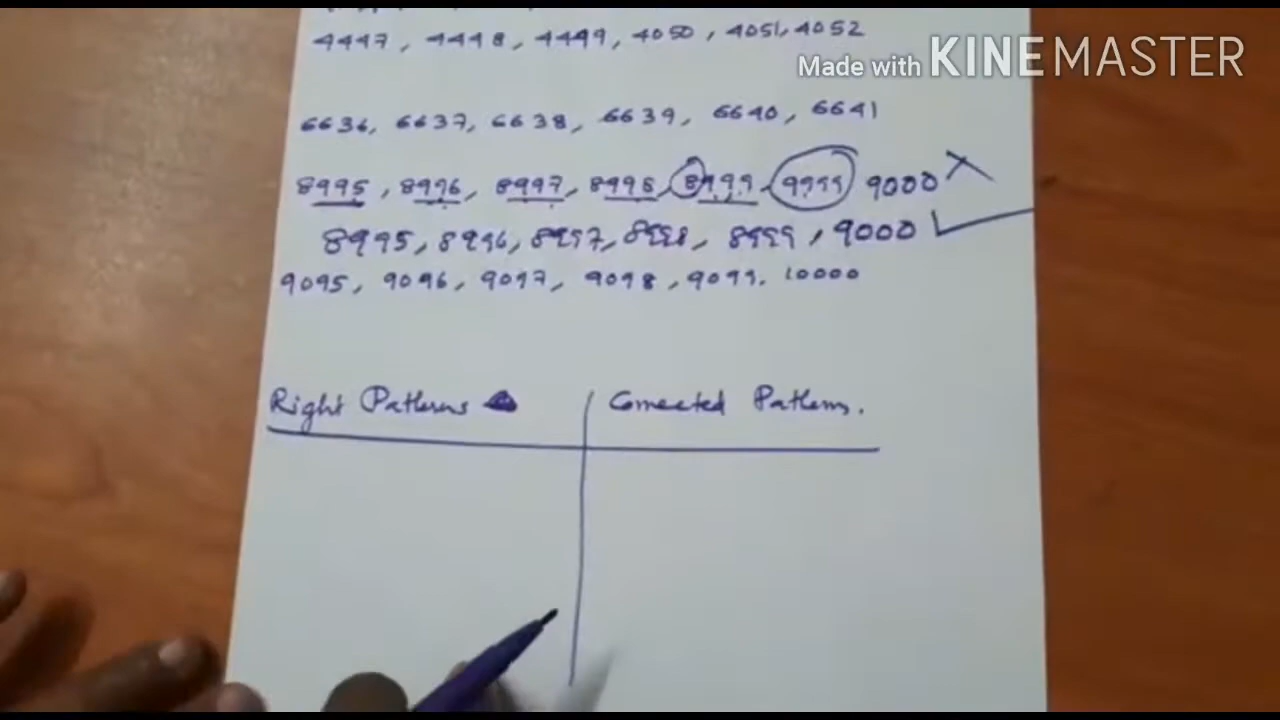 4447, 4448, 4449, 4050, 4051, 4052
Made with KINEMASTER
6636, 6637, 6638, 6639, 6640, 6641
8995, 8996, 8997, 8998, 8999, 9999 9000
8995, 8996, 8997, 8998, 8999, 9000
9095, 9096, 9097, 9098, 9099, 10000
Right Patterns
Corrected Patterns.